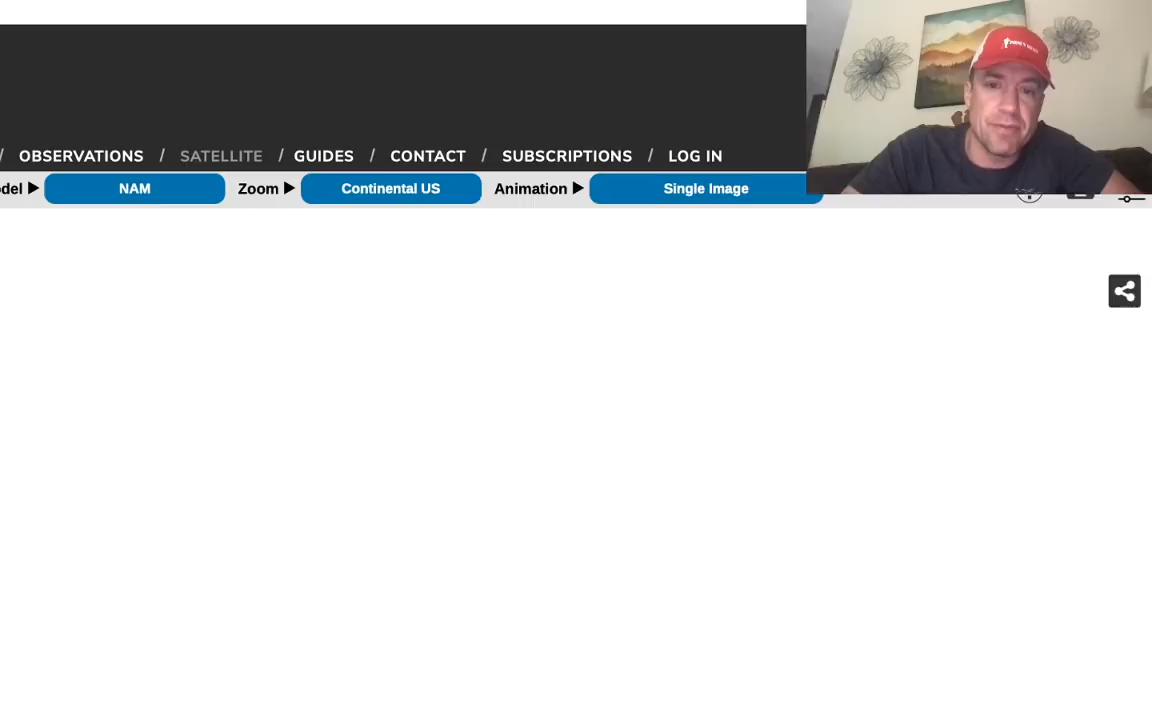 / OBSERVATIONS / SATELLITE / GUIDES / CONTACT / SUBSCRIPTIONS / LOG IN
del ▶ NAM Zoom ▶ Continental US Animation ▶ Single Image